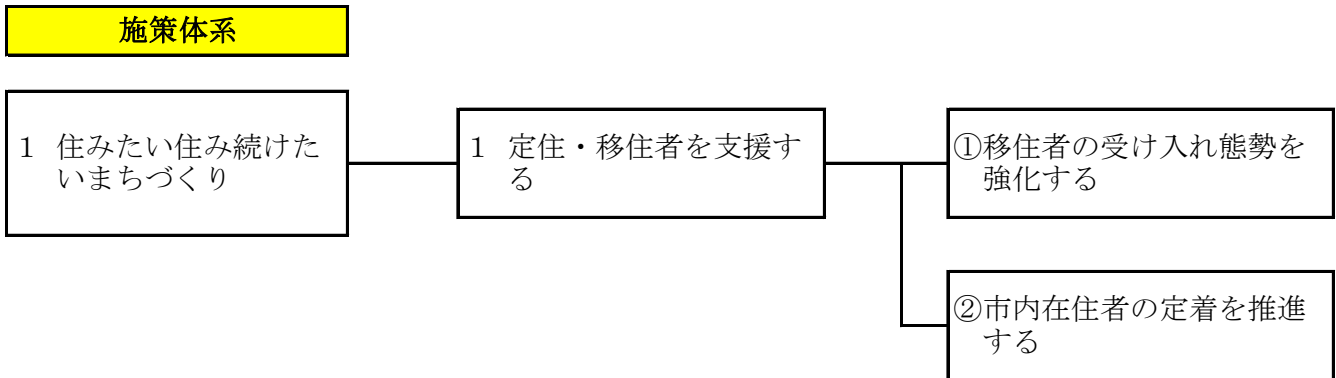 施策体系
1 住みたい住み続けた
いまちづくり
1 定住・移住者を支援す
る
①移住者の受け入れ態勢を
強化する
②市内在住者の定着を推進
する